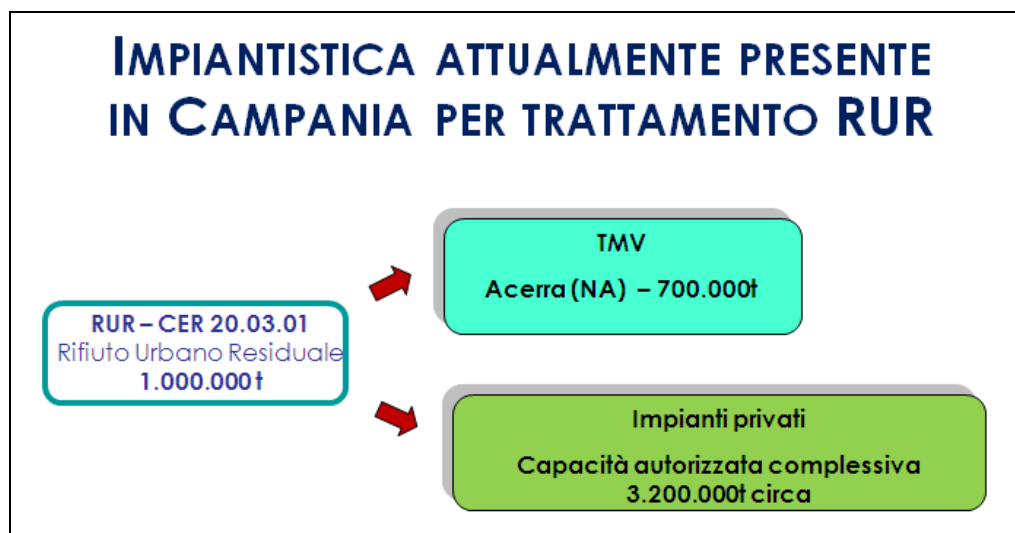 IMPIANTISTICA ATTUALMENTE PRESENTE
IN CAMPANIA PER TRATTAMENTO RUR
TMV
Acerra (NA) – 700.000t
RUR – CER 20.03.01
Rifiuto Urbano Residuale
1.000.000 t
Impianti privati
Capacità autorizzata complessiva
3.200.000t circa